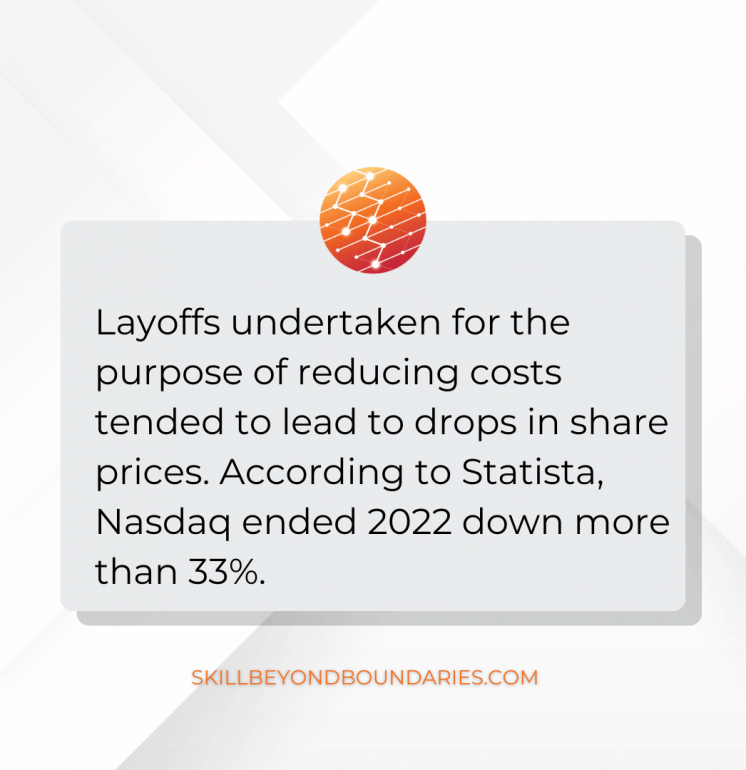 Layoffs undertaken for the
purpose of reducing costs
tended to lead to drops in share
prices. According to Statista,
Nasdaq ended 2022 down more
than 33%.
SKILLBEYONDBOUNDARIES.COM